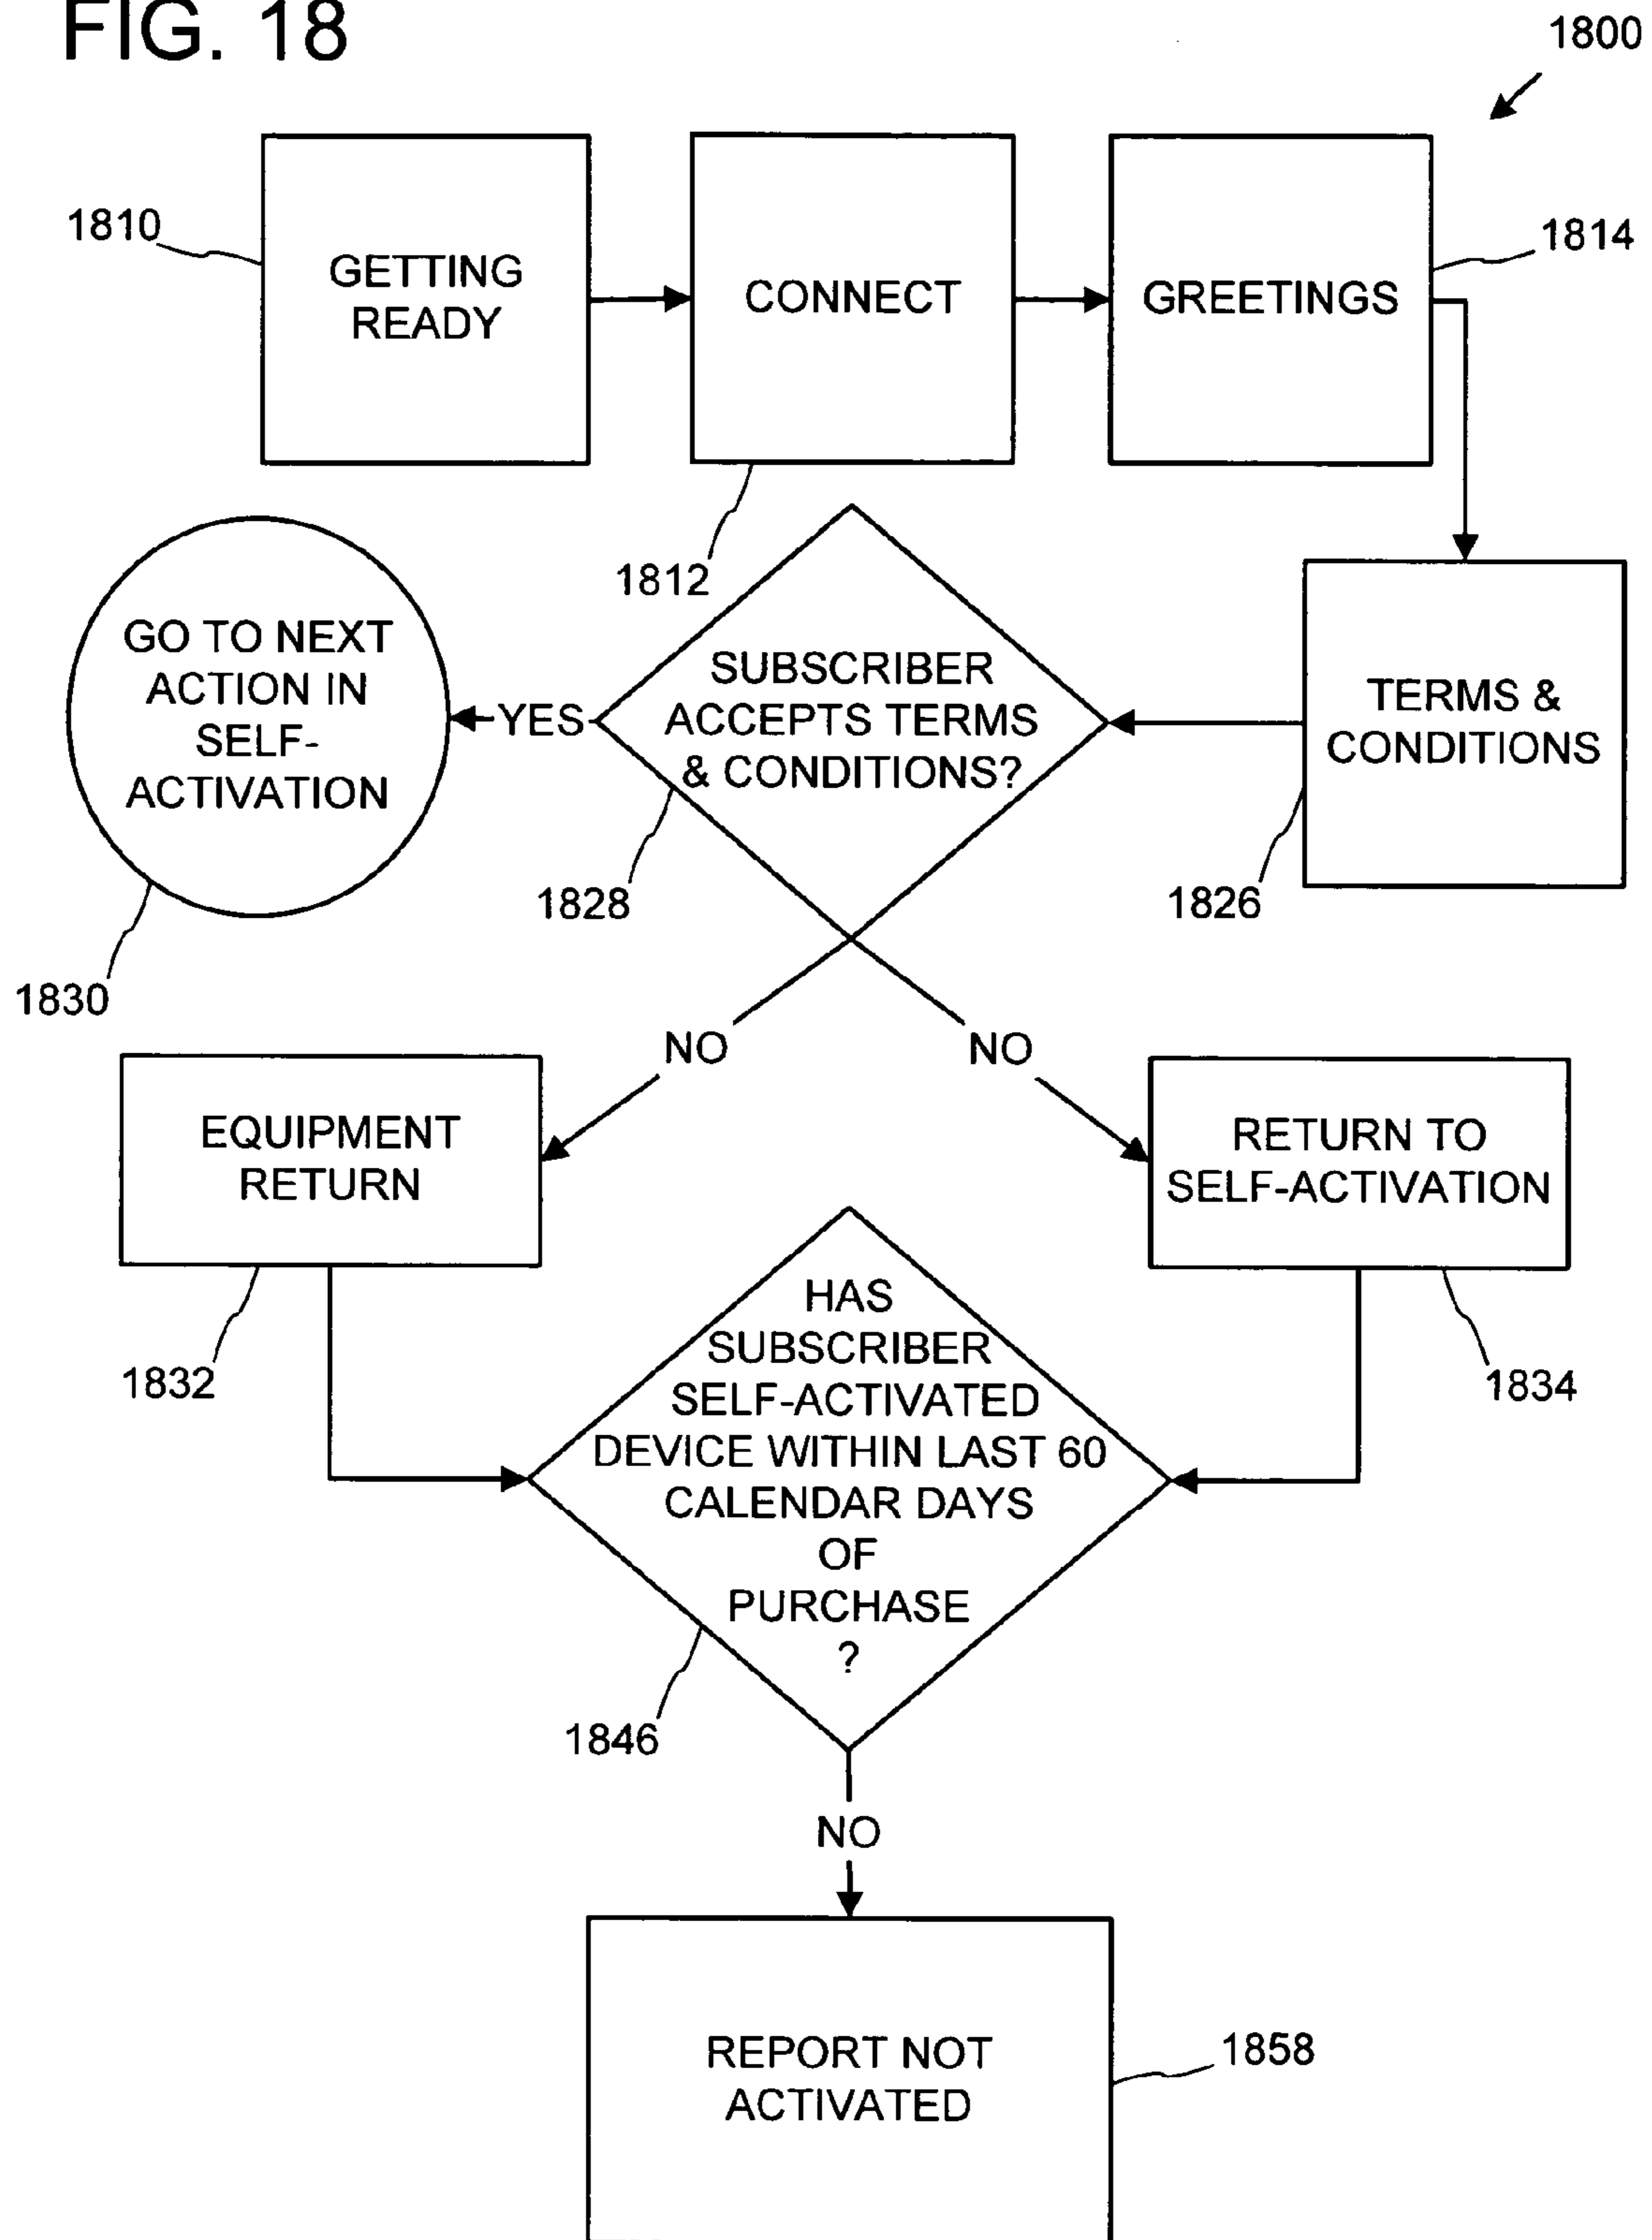 FIG. 18
1800
1810
GETTING
READY
CONNECT
1812
GREETINGS
1814
TERMS &
CONDITIONS
1826
SUBSCRIBER
ACCEPTS TERMS
& CONDITIONS?
1828
YES
GO TO NEXT
ACTION IN
SELF-
ACTIVATION
1830
NO
NO
EQUIPMENT
RETURN
1832
RETURN TO
SELF-ACTIVATION
1834
HAS
SUBSCRIBER
SELF-ACTIVATED
DEVICE WITHIN LAST 60
CALENDAR DAYS
OF
PURCHASE
?
1846
NO
REPORT NOT
ACTIVATED
1858